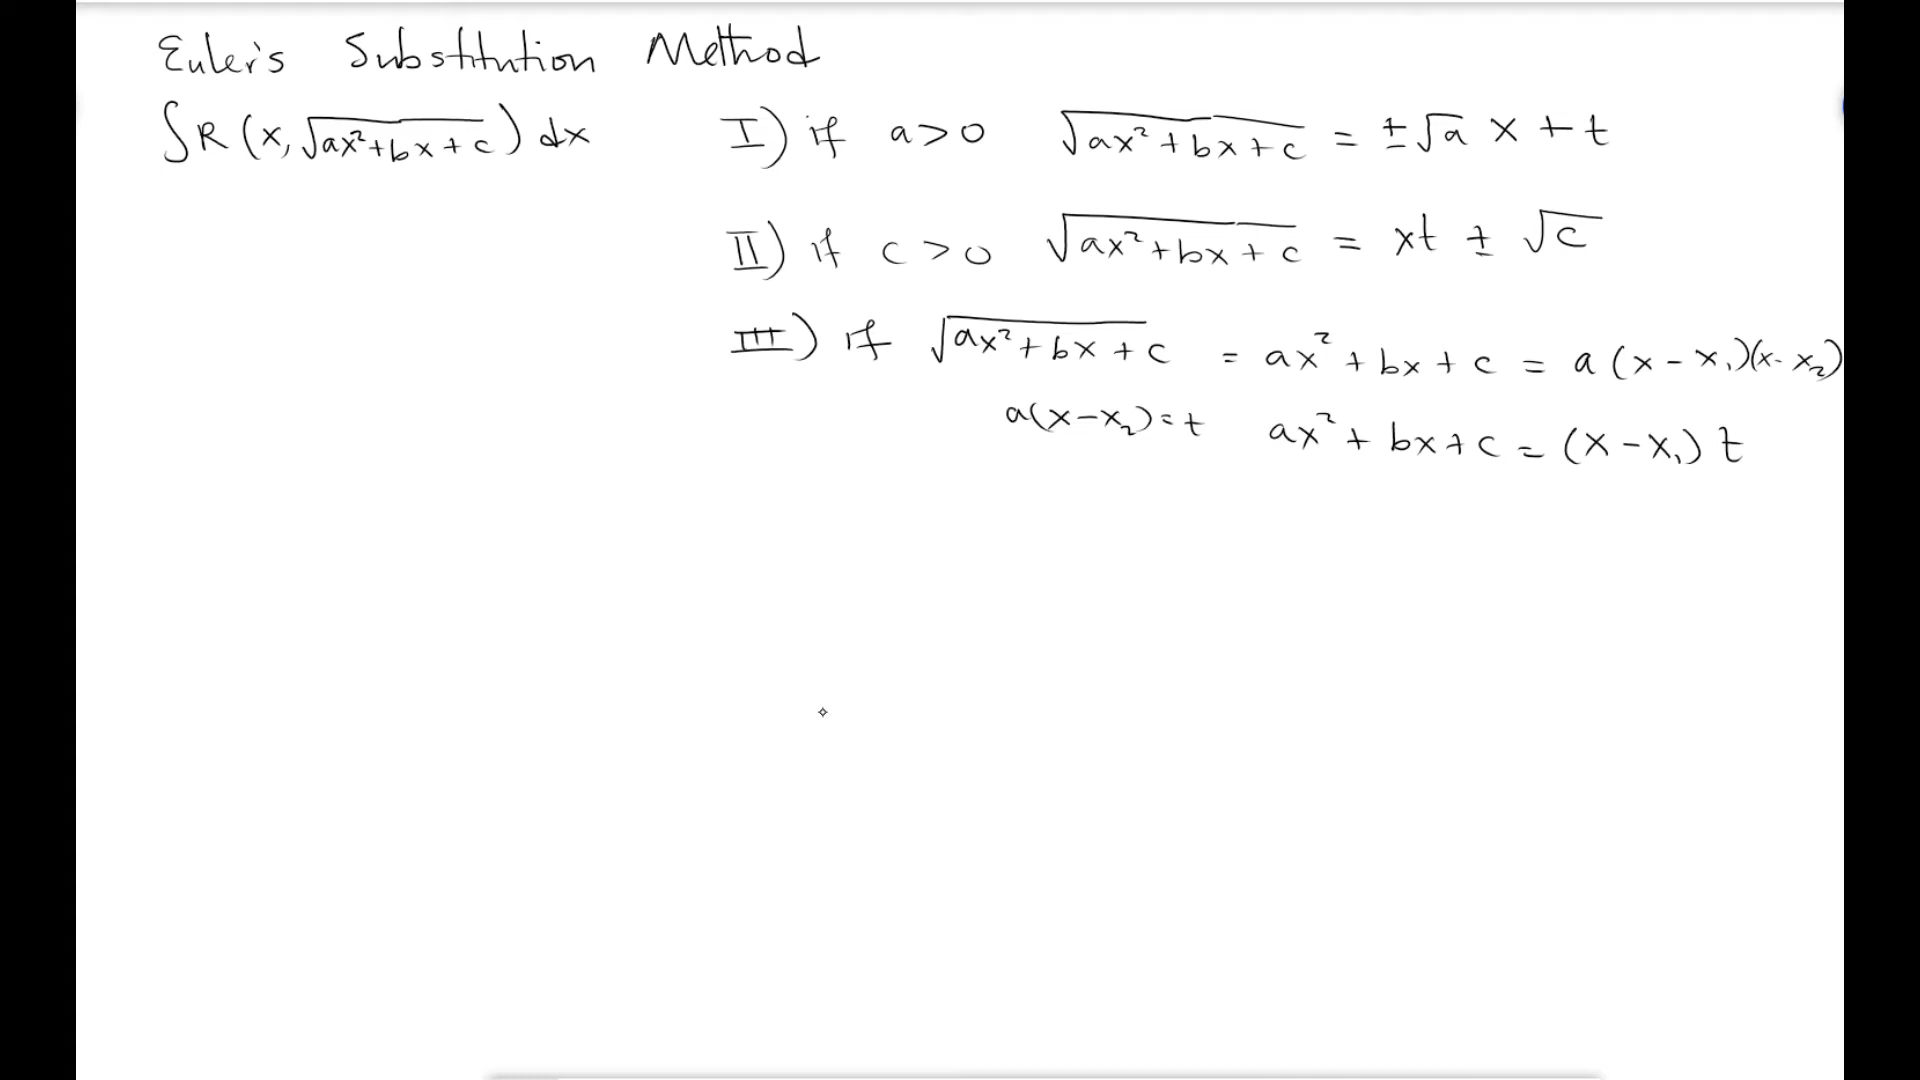 Euler's Substitution Method
∫R(x, √(ax²+bx+c)) dx I) if a>0 √(ax²+bx+c) = ±√a x + t
II) if c>0 √(ax²+bx+c) = xt ± √c
III) if √(ax²+bx+c) = ax²+bx+c = a(x-x₁)(x-x₂)
a(x-x₂)=t ax²+bx+c = (x-x₁)t